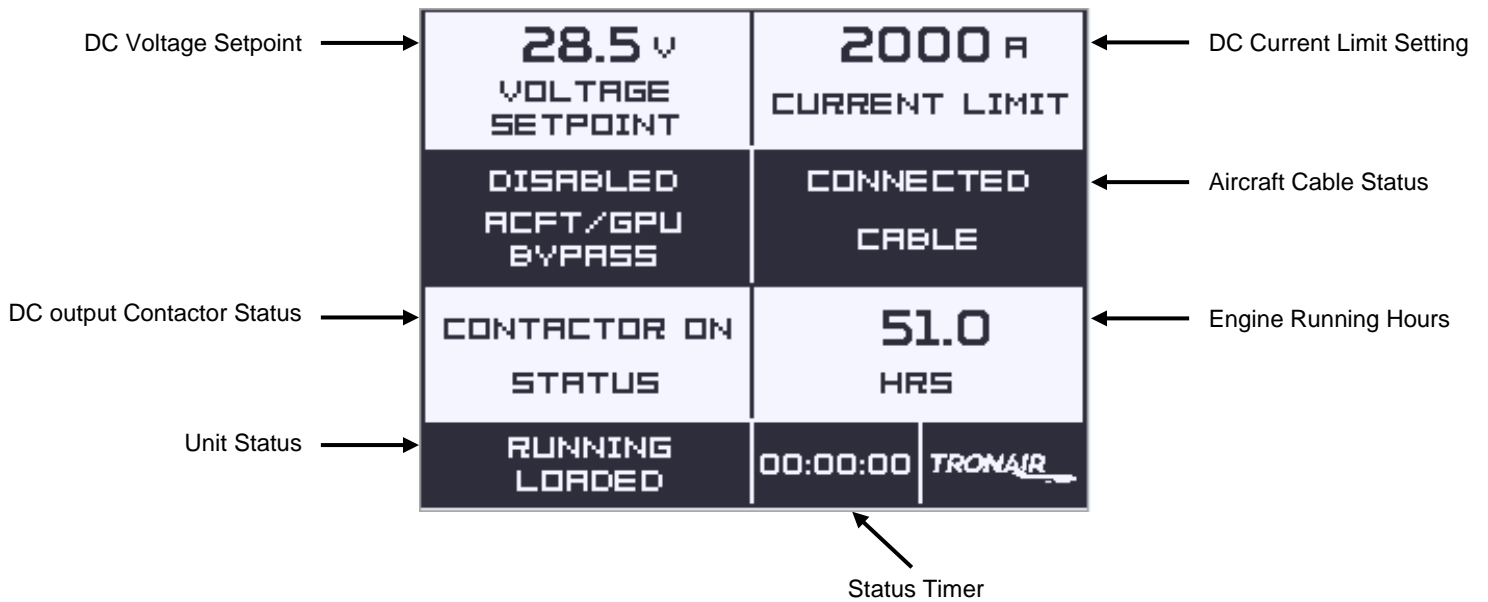 DC Voltage Setpoint
28.5 V
VOLTAGE
SETPOINT
2000 A
CURRENT LIMIT
DC Current Limit Setting
DISABLED
ACFT/GPU
BYPASS
CONNECTED
CABLE
Aircraft Cable Status
DC output Contactor Status
CONTACTOR ON
STATUS
51.0
HRS
Engine Running Hours
Unit Status
RUNNING
LOADED
00:00:00
TRONAIR
Status Timer